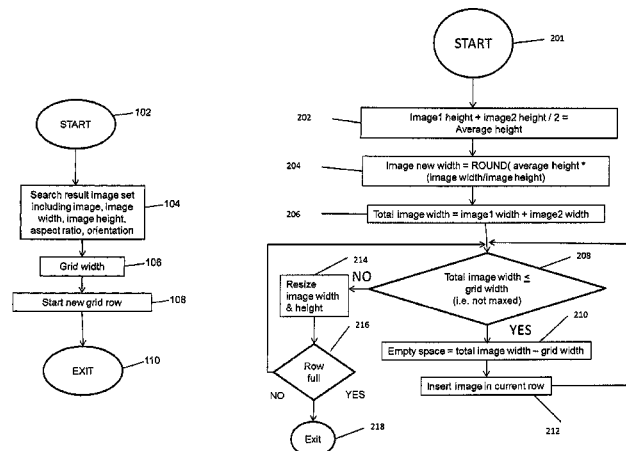 102
START
Search result image set
including image, image
width, image height,
aspect ratio, orientation
104
Grid width
106
Start new grid row
108
EXIT
110
START
201
202
Image1 height + image2 height / 2 =
Average height
204
Image new width = ROUND( average height *
(image width/image height)
206
Total image width = image1 width + image2 width
208
Total image width ≤
grid width
(i.e. not maxed)
NO
214
Resize
image width
& height
YES
210
Empty space = total image width – grid width
216
Row
full
NO
YES
Insert image in current row
212
Exit
218